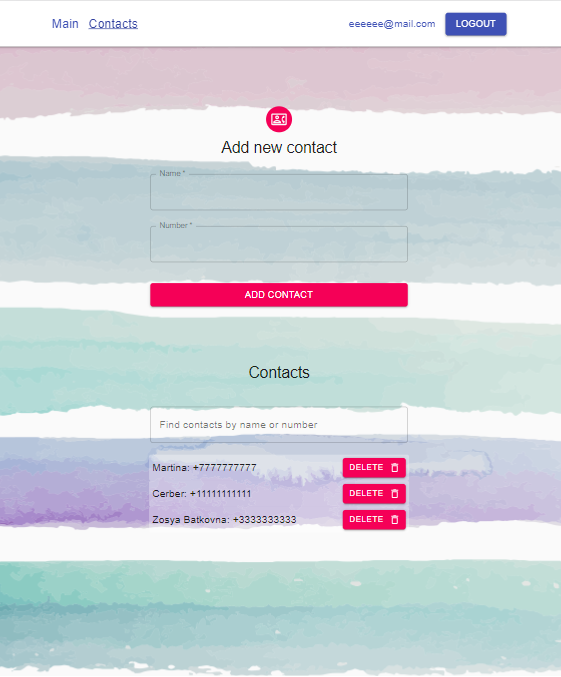 Main Contacts eeeeee@mail.com LOGOUT
Add new contact
Name *
Number *
ADD CONTACT
Contacts
Find contacts by name or number
Martina: +7777777777 DELETE
Cerber: +11111111111 DELETE
Zosya Batkovna: +3333333333 DELETE